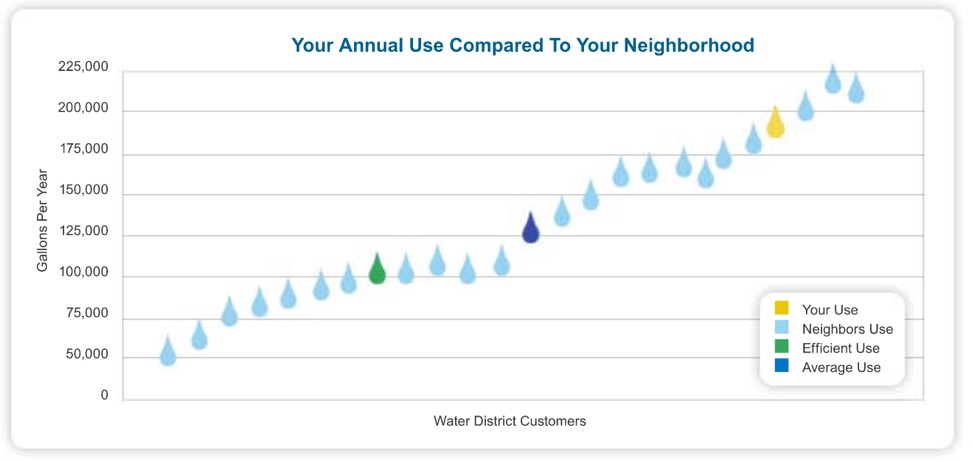 Your Annual Use Compared To Your Neighborhood
225,000
200,000
175,000
150,000
125,000
100,000
75,000
50,000
0
Gallons Per Year
Water District Customers
Your Use
Neighbors Use
Efficient Use
Average Use